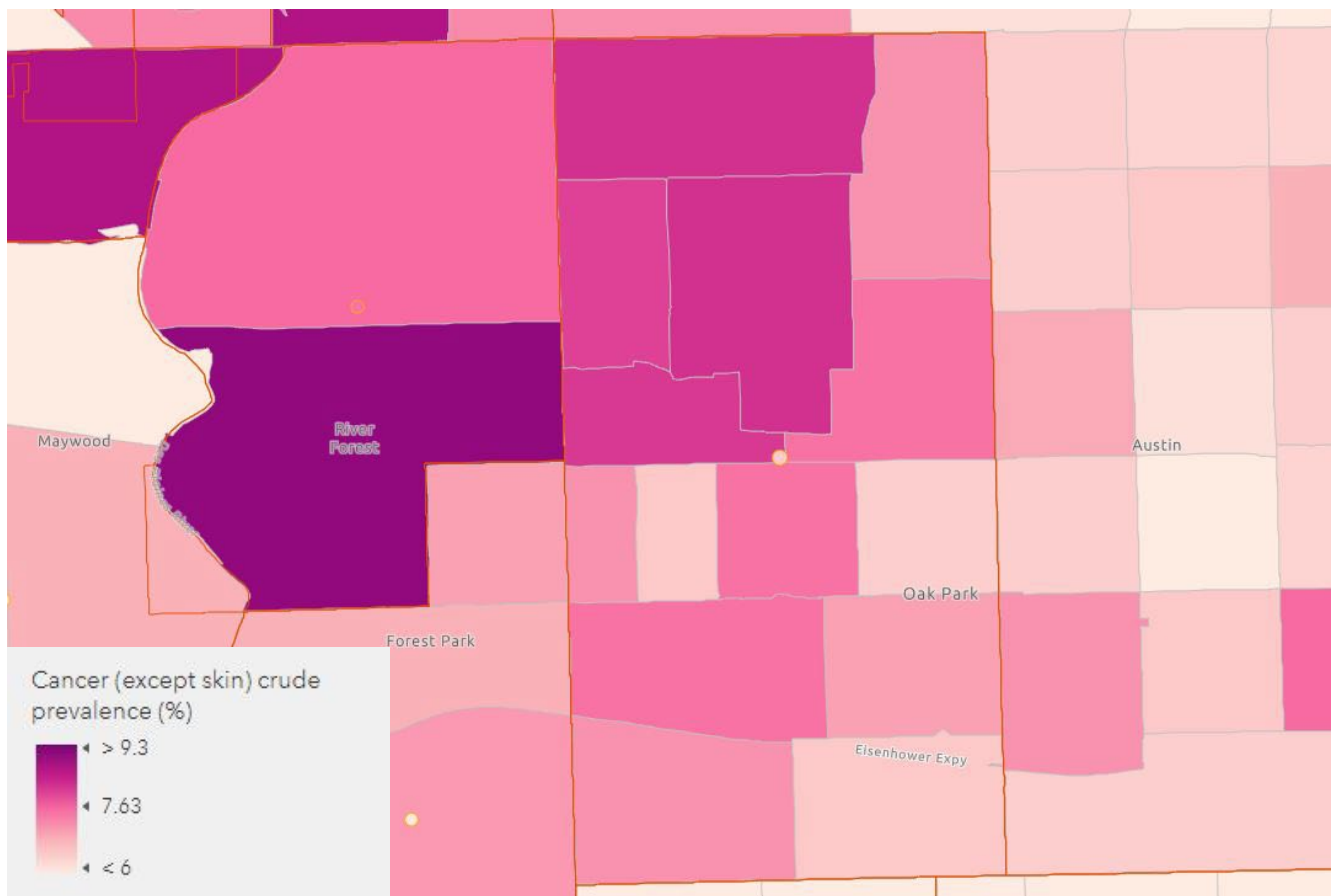 Maywood
River
Forest
Austin
Oak Park
Forest Park
Eisenhower Expy
Cancer (except skin) crude
prevalence (%)
> 9.3
7.63
< 6